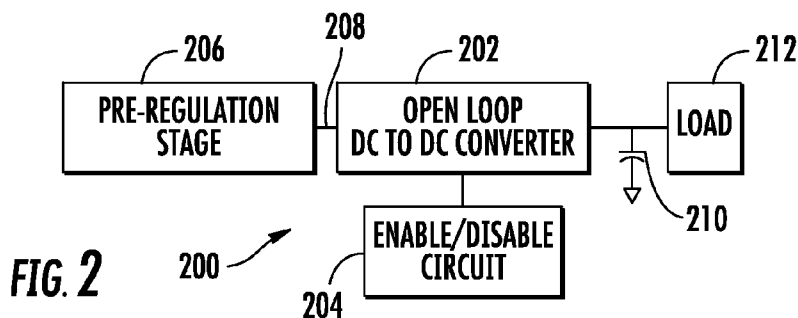 206
208
202
212
PRE-REGULATION
STAGE
OPEN LOOP
DC TO DC CONVERTER
LOAD
210
200
ENABLE/DISABLE
CIRCUIT
204
FIG. 2